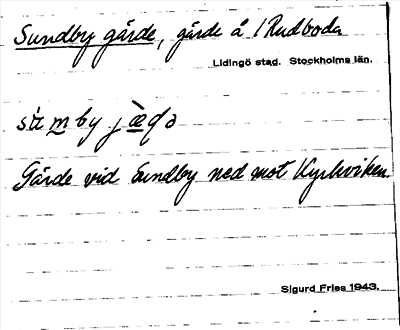 Sundby gärde, gärde å 1 Rudboda
Lidingö stad. Stockholms län.
Gärde vid Sundby ned mot Kyrkviken.
Sigurd Fries 1943.